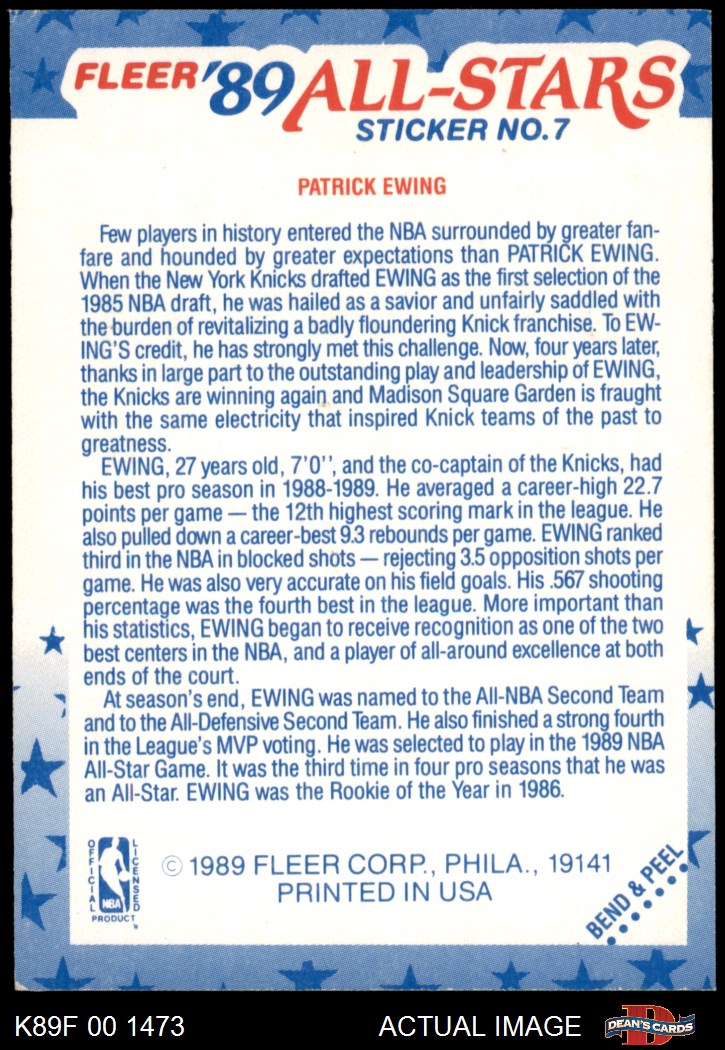 FLEER '89 ALL-STARS
STICKER NO.7
PATRICK EWING
Few players in history entered the NBA surrounded by greater fan-
fare and hounded by greater expectations than PATRICK EWING.
When the New York Knicks drafted EWING as the first selection of the
1985 NBA draft, he was hailed as a savior and unfairly saddled with
the burden of revitalizing a badly floundering Knick franchise. To EW-
ING'S credit, he has strongly met this challenge. Now, four years later,
thanks in large part to the outstanding play and leadership of EWING,
the Knicks are winning again and Madison Square Garden is fraught
with the same electricity that inspired Knick teams of the past to
greatness.
EWING, 27 years old, 7'0'', and the co-captain of the Knicks, had
his best pro season in 1988-1989. He averaged a career-high 22.7
points per game — the 12th highest scoring mark in the league. He
also pulled down a career-best 9.3 rebounds per game. EWING ranked
third in the NBA in blocked shots — rejecting 3.5 opposition shots per
game. He was also very accurate on his field goals. His .567 shooting
percentage was the fourth best in the league. More important than
his statistics, EWING began to receive recognition as one of the two
best centers in the NBA, and a player of all-around excellence at both
ends of the court.
At season's end, EWING was named to the All-NBA Second Team
and to the All-Defensive Second Team. He also finished a strong fourth
in the League's MVP voting. He was selected to play in the 1989 NBA
All-Star Game. It was the third time in four pro seasons that he was
an All-Star. EWING was the Rookie of the Year in 1986.
OFFICIAL
LICENSED
NBA
PRODUCT
© 1989 FLEER CORP., PHILA., 19141
PRINTED IN USA
BEND & PEEL
K89F 00 1473
ACTUAL IMAGE
DEAN'S CARDS